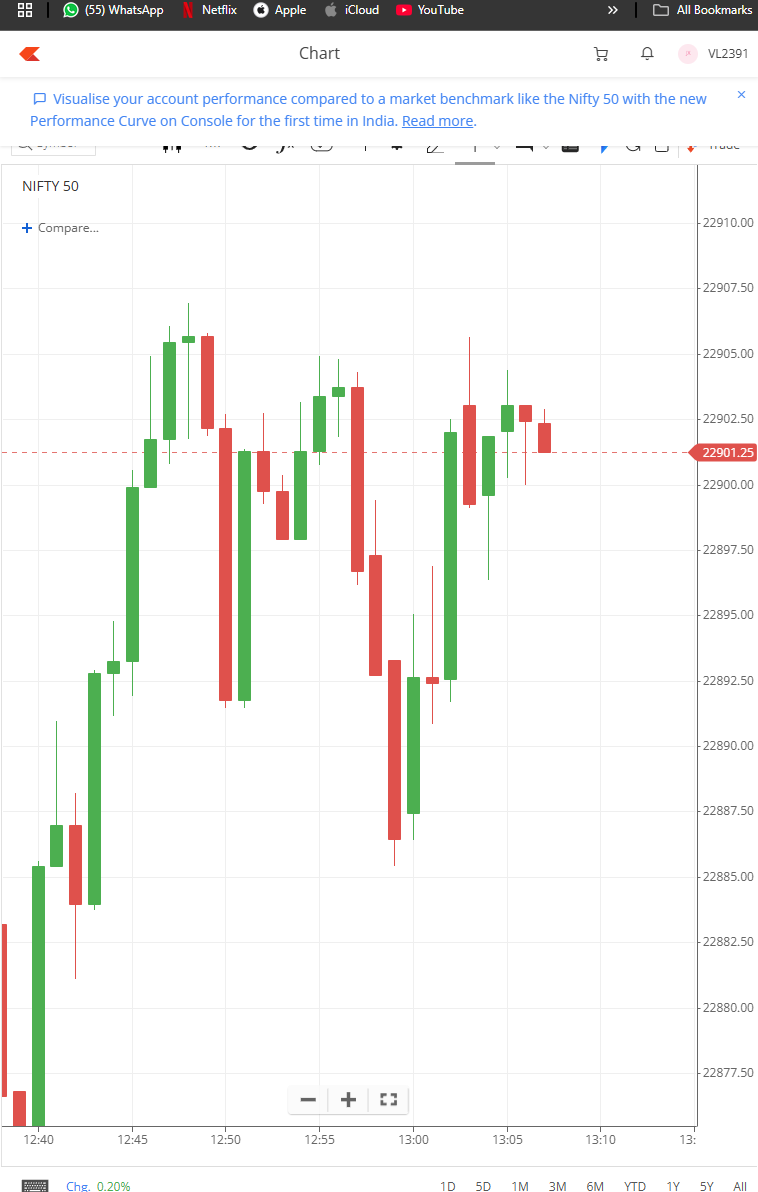 (55) WhatsApp Netflix Apple iCloud YouTube » All Bookmarks
Chart VL2391
Visualise your account performance compared to a market benchmark like the Nifty 50 with the new
Performance Curve on Console for the first time in India. Read more.
NIFTY 50
+ Compare...
22910.00
22907.50
22905.00
22902.50
22901.25
22900.00
22897.50
22895.00
22892.50
22890.00
22887.50
22885.00
22882.50
22880.00
22877.50
12:40 12:45 12:50 12:55 13:00 13:05 13:10 13:
Chg. 0.20% 1D 5D 1M 3M 6M YTD 1Y 5Y All